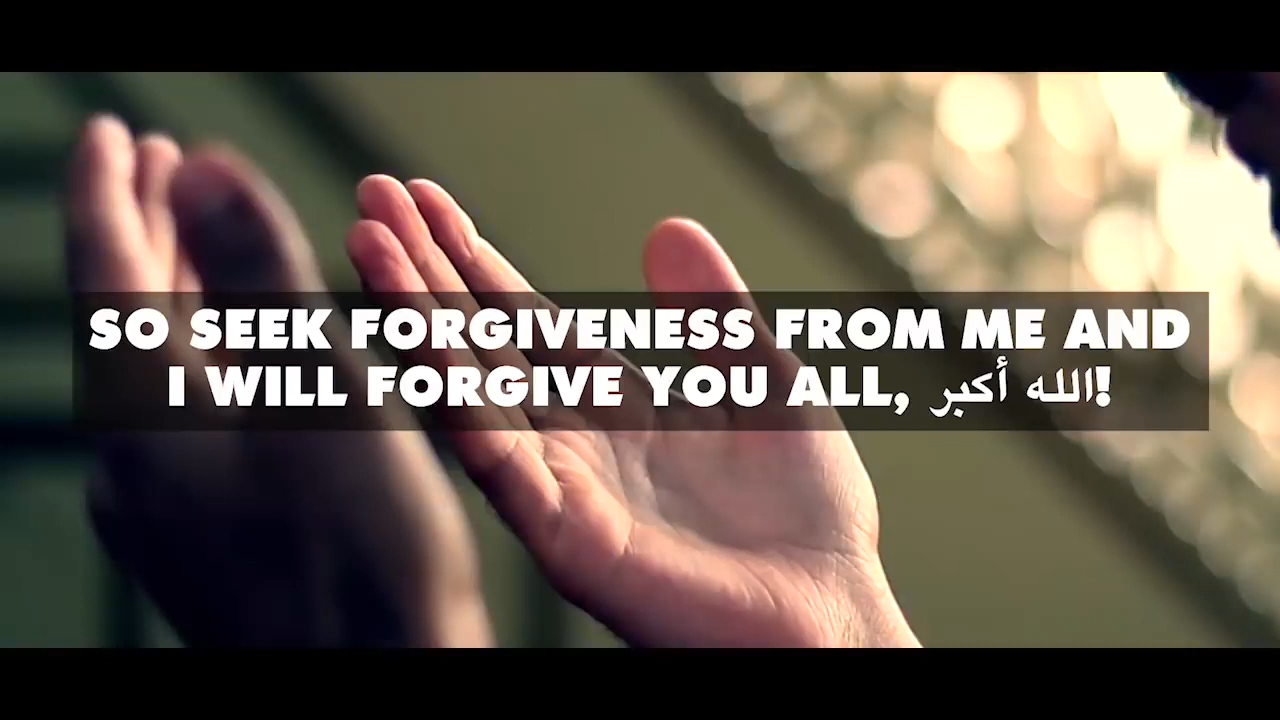 SO SEEK FORGIVENESS FROM ME AND
I WILL FORGIVE YOU ALL, الله أكبر!